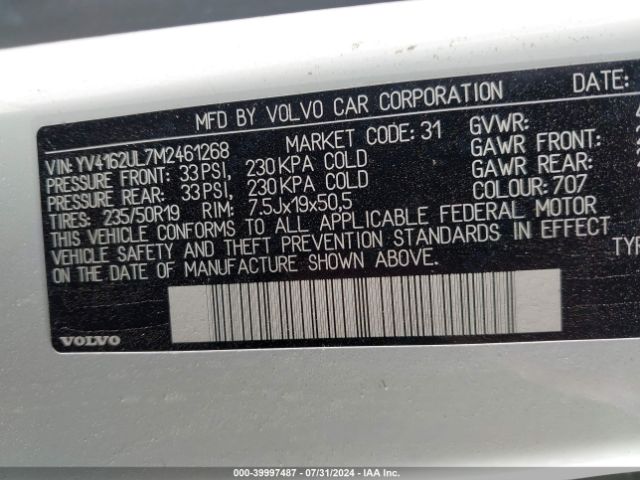 MFD BY VOLVO CAR CORPORATION DATE:
VIN: YV4162UL7M2461268 MARKET CODE: 31 GVWR:
PRESSURE FRONT: 33PSI, 230KPA COLD GAWR FRONT:
PRESSURE REAR: 33PSI, 230KPA COLD GAWR REAR:
TIRES: 235/50R19 RIM: 7.5Jx19x50,5 COLOUR: 707
THIS VEHICLE CONFORMS TO ALL APPLICABLE FEDERAL MOTOR
VEHICLE SAFETY AND THEFT PREVENTION STANDARDS IN EFFECT
ON THE DATE OF MANUFACTURE SHOWN ABOVE.
VOLVO
© - 39997487 - 07/31/2024 - IAA Inc.